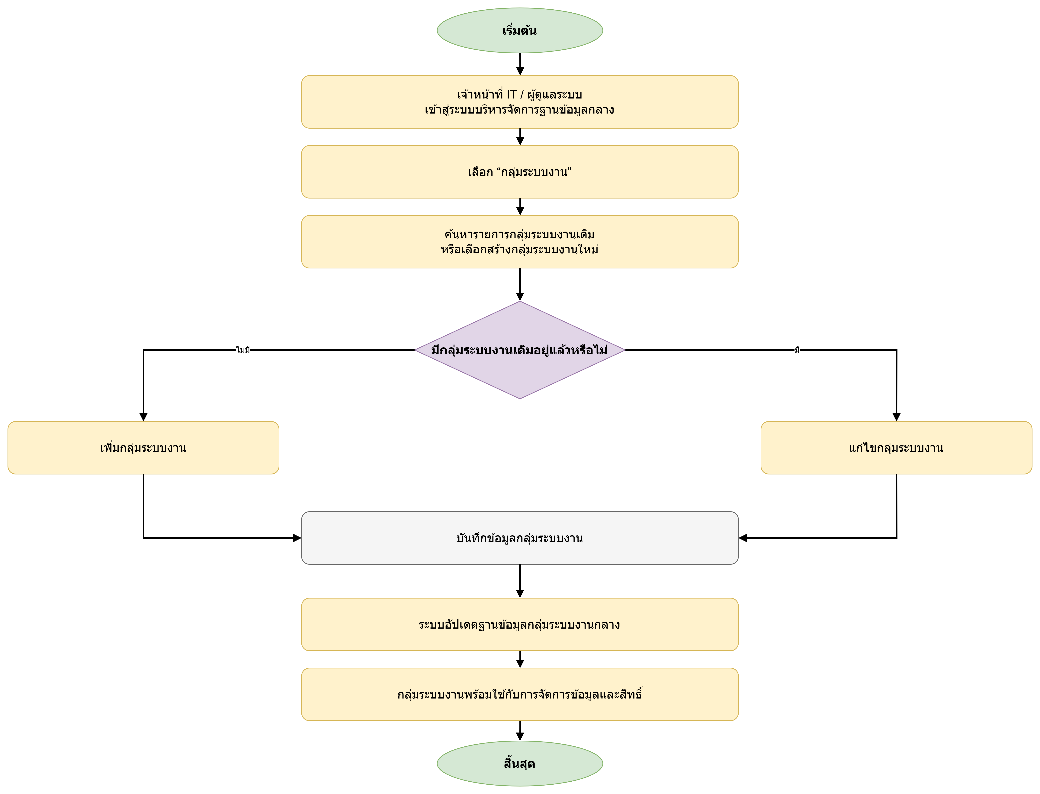 เริ่มต้น
เจ้าหน้าที่ IT / ผู้ดูแลระบบ
เข้าสู่ระบบบริหารจัดการฐานข้อมูลกลาง
เลือก “กลุ่มระบบงาน”
ค้นหารายการกลุ่มระบบงานเดิม
หรือเลือกสร้างกลุ่มระบบงานใหม่
มีกลุ่มระบบงานเดิมอยู่แล้วหรือไม่
ไม่มี
มี
เพิ่มกลุ่มระบบงาน
แก้ไขกลุ่มระบบงาน
บันทึกข้อมูลกลุ่มระบบงาน
ระบบอัปเดตฐานข้อมูลกลุ่มระบบงานกลาง
กลุ่มระบบงานพร้อมใช้กับการจัดการข้อมูลและสิทธิ์
สิ้นสุด